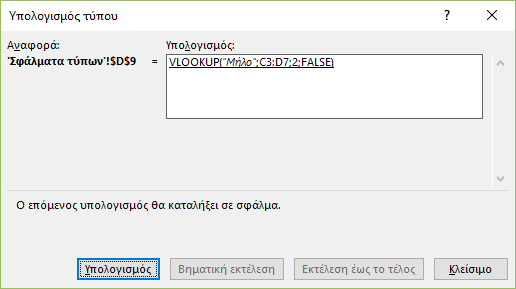 Υπολογισμός τύπου
Αναφορά:
Υπολογισμός:
'Σφάλματα τύπων'!$D$9 = VLOOKUP("Μήλο";C3:D7;2;FALSE)
Ο επόμενος υπολογισμός θα καταλήξει σε σφάλμα.
Υπολογισμός Βηματική εκτέλεση Εκτέλεση έως το τέλος Κλείσιμο